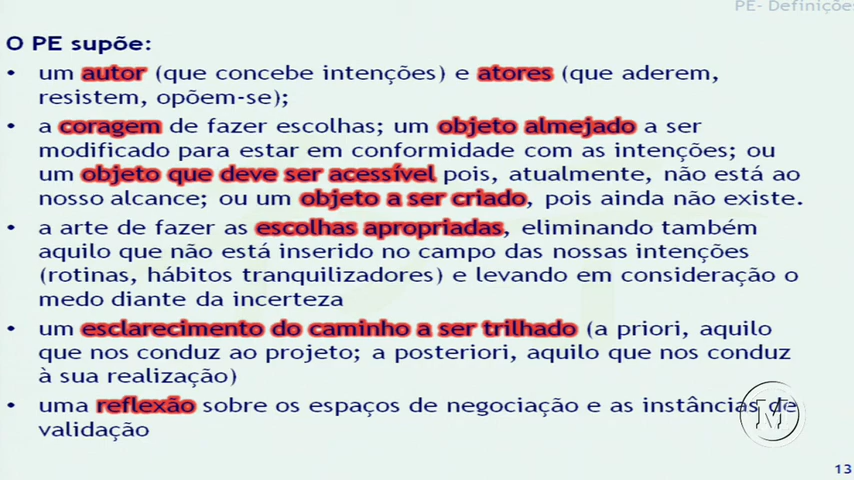 PE- Definiçõe
O PE supõe:
• um autor (que concebe intenções) e atores (que aderem,
resistem, opõem-se);
• a coragem de fazer escolhas; um objeto almejado a ser
modificado para estar em conformidade com as intenções; ou
um objeto que deve ser acessível pois, atualmente, não está ao
nosso alcance; ou um objeto a ser criado, pois ainda não existe.
• a arte de fazer as escolhas apropriadas, eliminando também
aquilo que não está inserido no campo das nossas intenções
(rotinas, hábitos tranquilizadores) e levando em consideração o
medo diante da incerteza
• um esclarecimento do caminho a ser trilhado (a priori, aquilo
que nos conduz ao projeto; a posteriori, aquilo que nos conduz
à sua realização)
• uma reflexão sobre os espaços de negociação e as instâncias de
validação
M
13